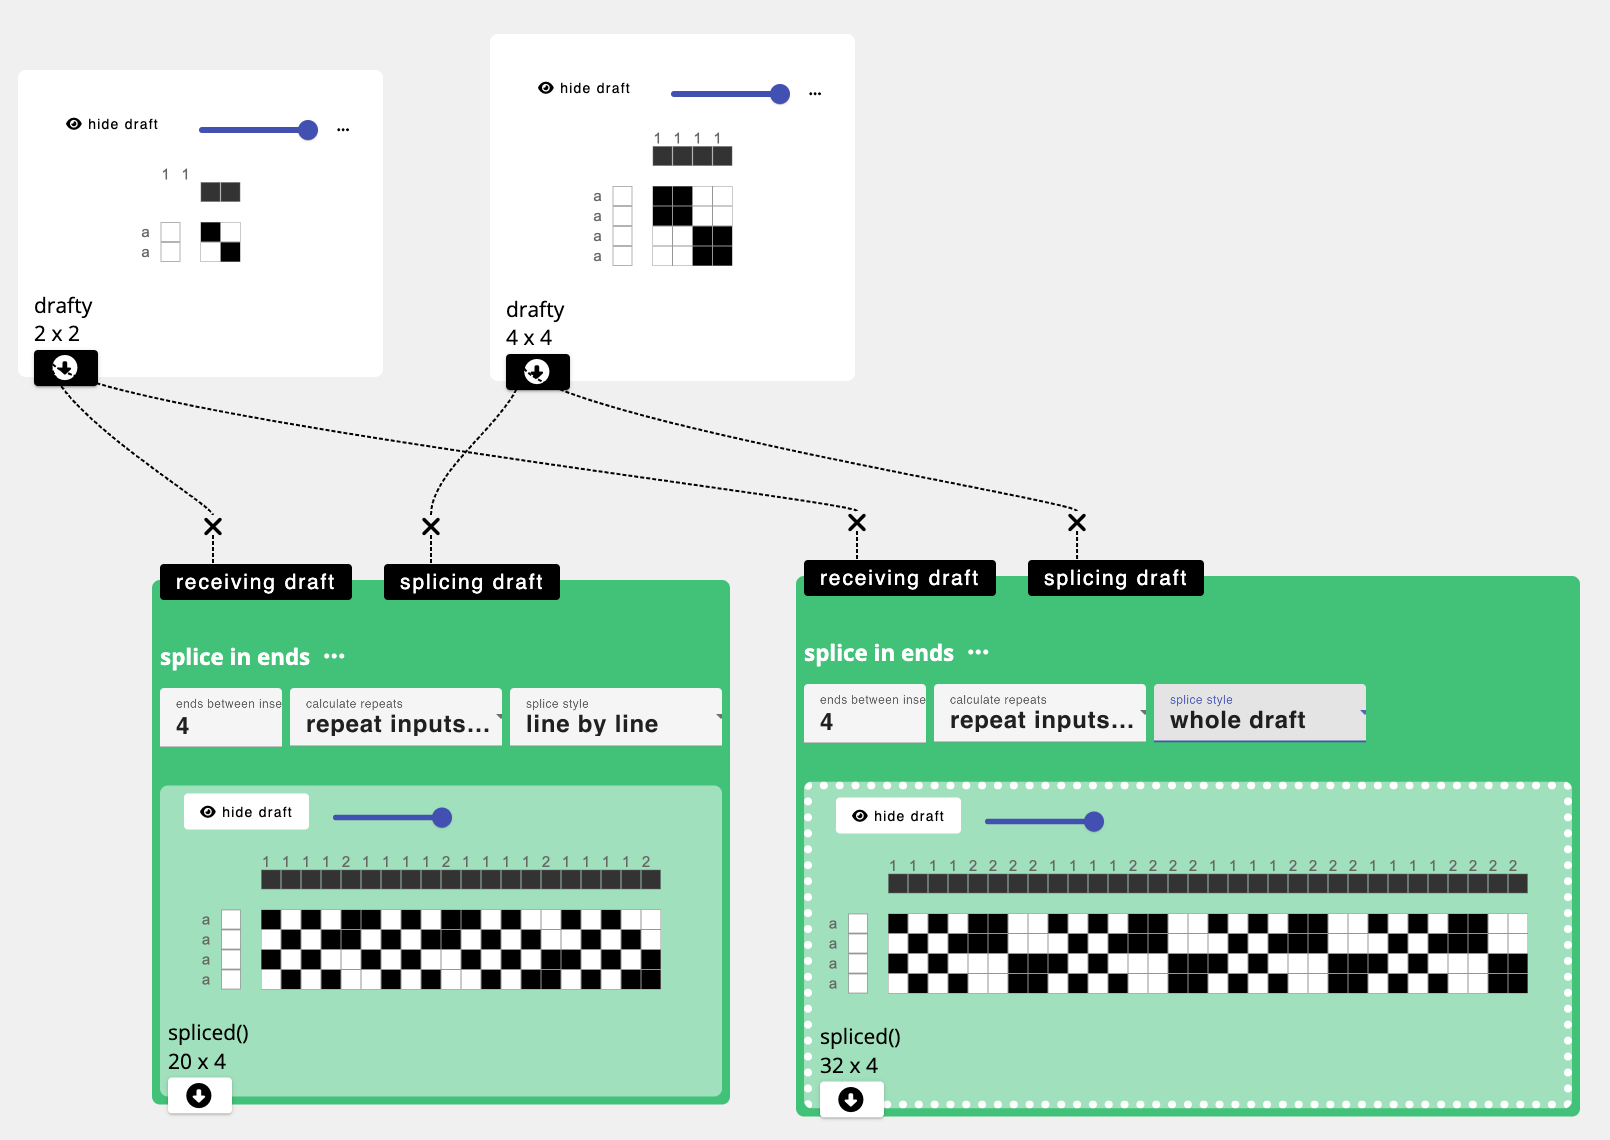 hide draft
...
1 1
a
a
drafty
2 x 2
hide draft
...
1 1 1 1
a
a
a
a
drafty
4 x 4
receiving draft
splicing draft
splice in ends ...
ends between inse
4
calculate repeats
repeat inputs...
splice style
line by line
hide draft
1 1 1 1 2 1 1 1 1 2 1 1 1 1 2 1 1 1 1 2
a
a
a
a
spliced()
20 x 4
receiving draft
splicing draft
splice in ends ...
ends between inse
4
calculate repeats
repeat inputs...
splice style
whole draft
hide draft
1 1 1 1 2 2 2 2 1 1 1 1 2 2 2 2 1 1 1 1 2 2 2 2 1 1 1 1 2 2 2 2
a
a
a
a
spliced()
32 x 4